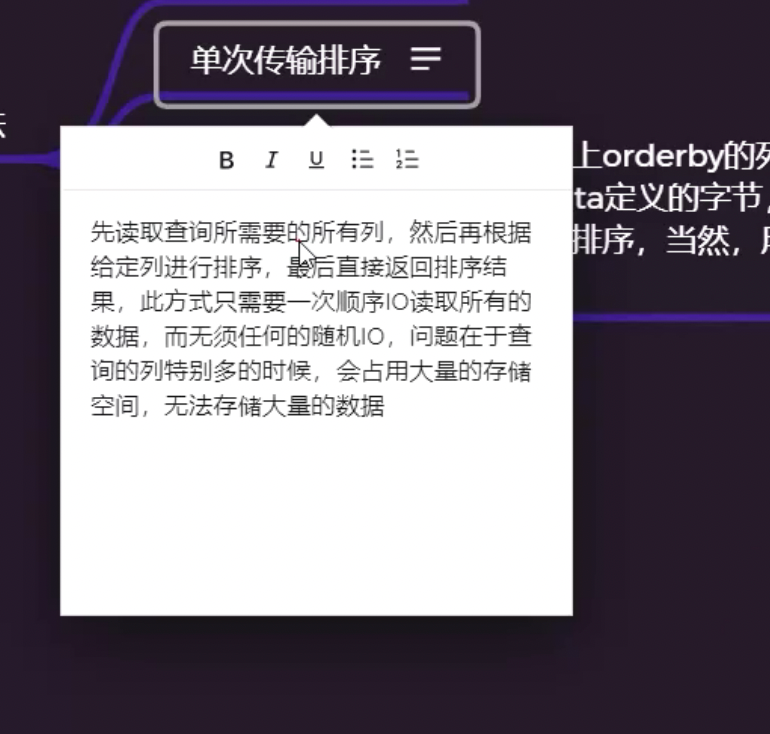 单次传输排序
B I U
先读取查询所需要的所有列，然后再根据
给定列进行排序，最后直接返回排序结
果，此方式只需要一次顺序IO读取所有的
数据，而无须任何的随机IO，问题在于查
询的列特别多的时候，会占用大量的存储
空间，无法存储大量的数据
上orderby的列
ta定义的字节，
排序，当然，